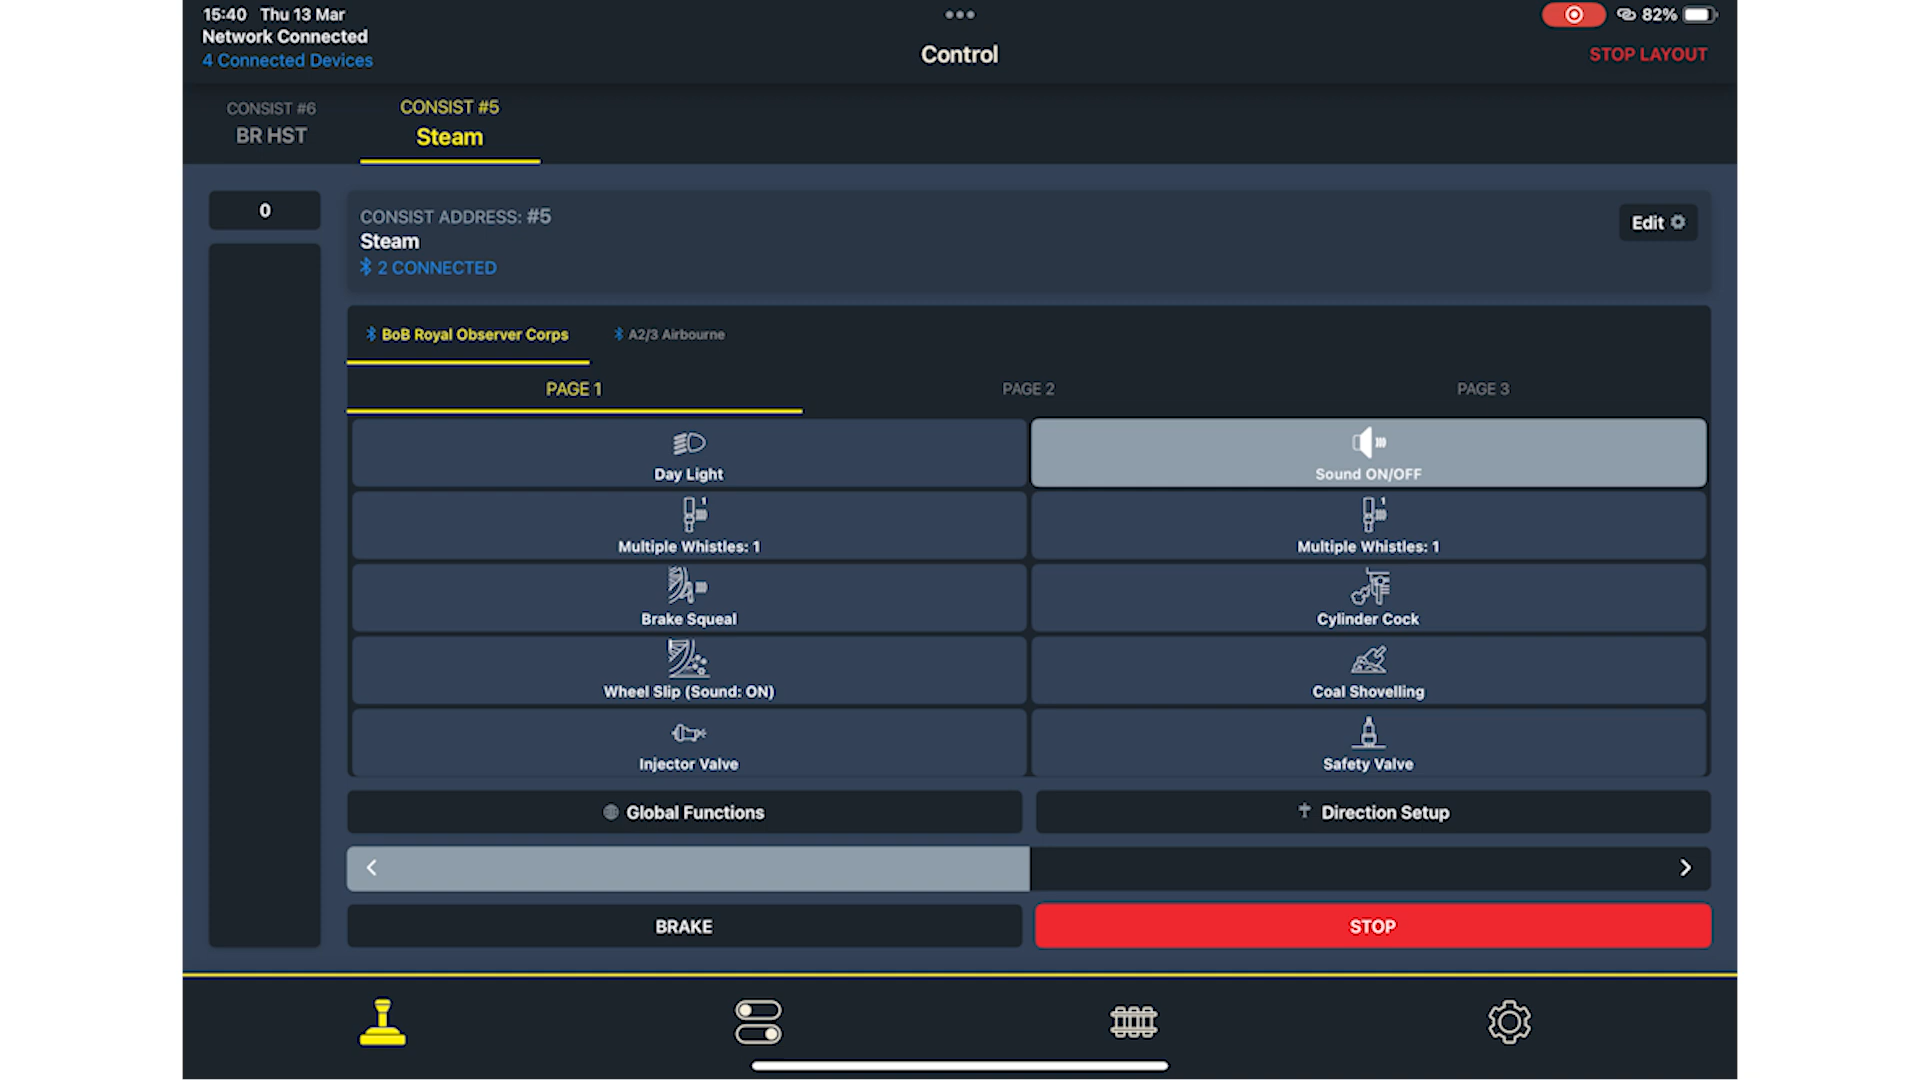 15:40 Thu 13 Mar
82%
Network Connected
4 Connected Devices
Control
STOP LAYOUT
CONSIST #6
BR HST
CONSIST #5
Steam
0
CONSIST ADDRESS: #5
Steam
2 CONNECTED
Edit
BoB Royal Observer Corps
A2/3 Airbourne
PAGE 1
PAGE 2
PAGE 3
Day Light
Sound ON/OFF
1
Multiple Whistles: 1
1
Multiple Whistles: 1
Brake Squeal
Cylinder Cock
Wheel Slip (Sound: ON)
Coal Shovelling
Injector Valve
Safety Valve
Global Functions
Direction Setup
BRAKE
STOP